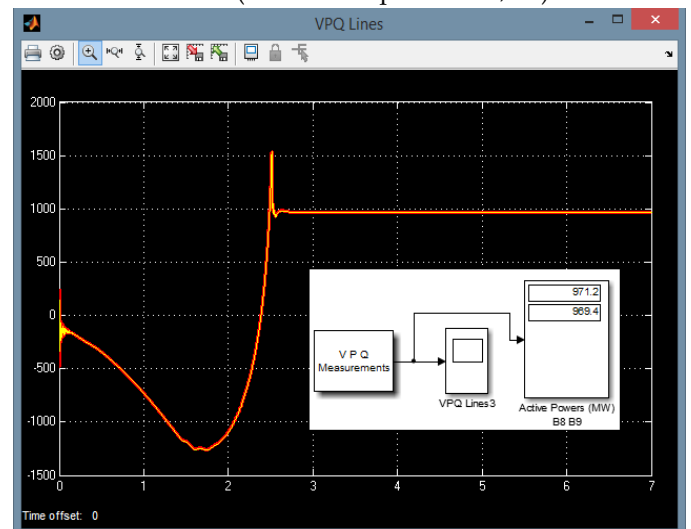 VPQ Lines
2000
1500
1000
500
0
-500
-1000
-1500
0 1 2 3 4 5 6 7
V P Q
Measurements
VPQ Lines3
971.2
969.4
Active Powers (MW)
B8 B9
Time offset: 0